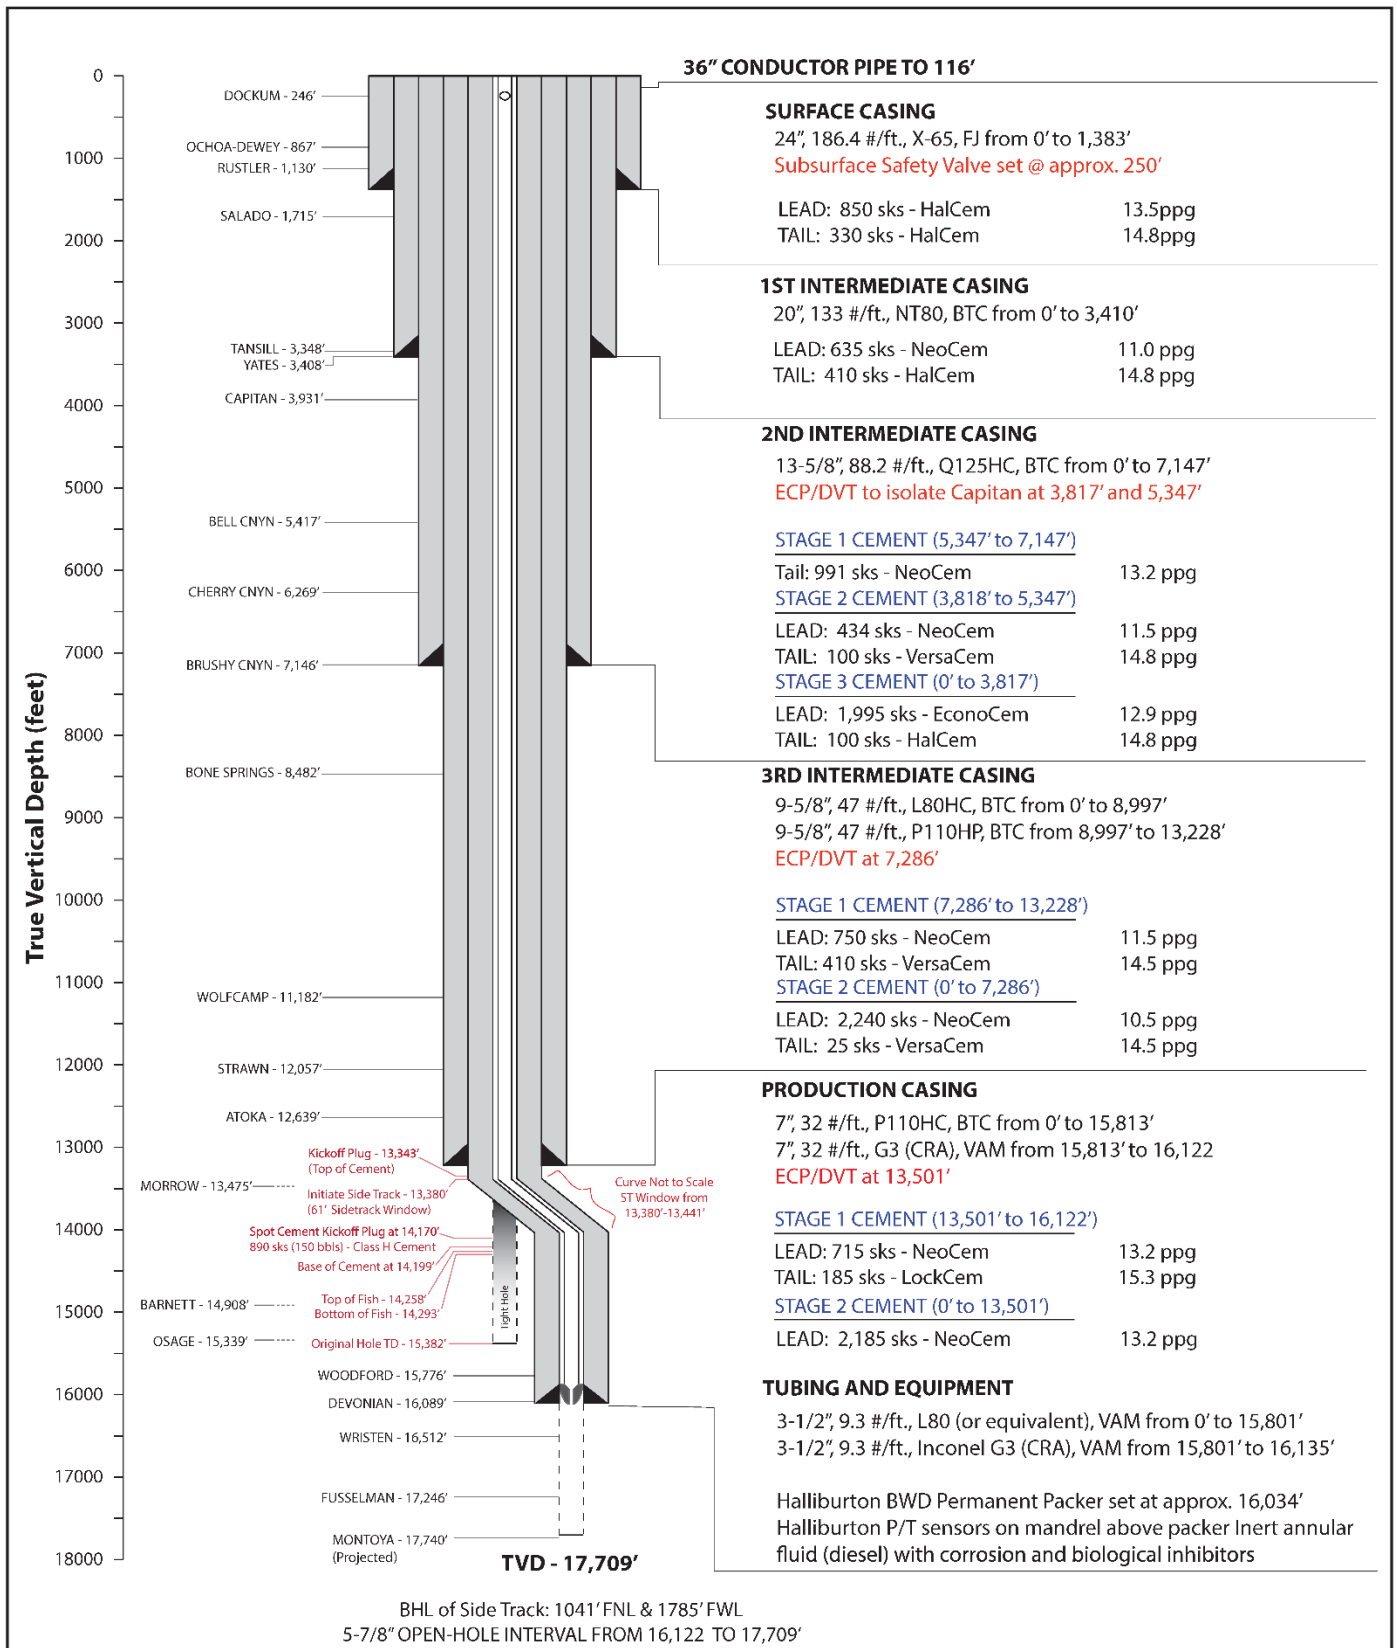 36" CONDUCTOR PIPE TO 116'
SURFACE CASING
24", 186.4 #/ft., X-65, FJ from 0' to 1,383'
Subsurface Safety Valve set @ approx. 250'
LEAD: 850 sks - HalCem 13.5ppg
TAIL: 330 sks - HalCem 14.8ppg
1ST INTERMEDIATE CASING
20", 133 #/ft., NT80, BTC from 0' to 3,410'
LEAD: 635 sks - NeoCem 11.0 ppg
TAIL: 410 sks - HalCem 14.8 ppg
2ND INTERMEDIATE CASING
13-5/8", 88.2 #/ft., Q125HC, BTC from 0' to 7,147'
ECP/DVT to isolate Capitan at 3,817' and 5,347'
STAGE 1 CEMENT (5,347' to 7,147')
Tail: 991 sks - NeoCem 13.2 ppg
STAGE 2 CEMENT (3,818' to 5,347')
LEAD: 434 sks - NeoCem 11.5 ppg
TAIL: 100 sks - VersaCem 14.8 ppg
STAGE 3 CEMENT (0' to 3,817')
LEAD: 1,995 sks - EconoCem 12.9 ppg
TAIL: 100 sks - HalCem 14.8 ppg
3RD INTERMEDIATE CASING
9-5/8", 47 #/ft., L80HC, BTC from 0' to 8,997'
9-5/8", 47 #/ft., P110HP, BTC from 8,997' to 13,228'
ECP/DVT at 7,286'
STAGE 1 CEMENT (7,286' to 13,228')
LEAD: 750 sks - NeoCem 11.5 ppg
TAIL: 410 sks - VersaCem 14.5 ppg
STAGE 2 CEMENT (0' to 7,286')
LEAD: 2,240 sks - NeoCem 10.5 ppg
TAIL: 25 sks - VersaCem 14.5 ppg
PRODUCTION CASING
7", 32 #/ft., P110HC, BTC from 0' to 15,813'
7", 32 #/ft., G3 (CRA), VAM from 15,813' to 16,122
ECP/DVT at 13,501'
STAGE 1 CEMENT (13,501' to 16,122')
LEAD: 715 sks - NeoCem 13.2 ppg
TAIL: 185 sks - LockCem 15.3 ppg
STAGE 2 CEMENT (0' to 13,501')
LEAD: 2,185 sks - NeoCem 13.2 ppg
TUBING AND EQUIPMENT
3-1/2", 9.3 #/ft., L80 (or equivalent), VAM from 0' to 15,801'
3-1/2", 9.3 #/ft., Inconel G3 (CRA), VAM from 15,801' to 16,135'
Halliburton BWD Permanent Packer set at approx. 16,034'
Halliburton P/T sensors on mandrel above packer Inert annular
fluid (diesel) with corrosion and biological inhibitors
True Vertical Depth (feet)
0
1000
2000
3000
4000
5000
6000
7000
8000
9000
10000
11000
12000
13000
14000
15000
16000
17000
18000
DOCKUM - 246'
OCHOA-DEWEY - 867'
RUSTLER - 1,130'
SALADO - 1,715'
TANSILL - 3,348'
YATES - 3,408'
CAPITAN - 3,931'
BELL CNYN - 5,417'
CHERRY CNYN - 6,269'
BRUSHY CNYN - 7,146'
BONE SPRINGS - 8,482'
WOLFCAMP - 11,182'
STRAWN - 12,057'
ATOKA - 12,639'
Kickoff Plug - 13,343'
(Top of Cement)
MORROW - 13,475'
Initiate Side Track - 13,380'
(61' Sidetrack Window)
Curve Not to Scale
ST Window from
13,380'-13,441'
Spot Cement Kickoff Plug at 14,170'
890 sks (150 bbls) - Class H Cement
Base of Cement at 14,199'
Top of Fish - 14,258'
Bottom of Fish - 14,293'
light Hole
BARNETT - 14,908'
OSAGE - 15,339'
Original Hole TD - 15,382'
WOODFORD - 15,776'
DEVONIAN - 16,089'
WRISTEN - 16,512'
FUSSELMAN - 17,246'
MONTOYA - 17,740'
(Projected)
TVD - 17,709'
BHL of Side Track: 1041' FNL & 1785' FWL
5-7/8" OPEN-HOLE INTERVAL FROM 16,122 TO 17,709'